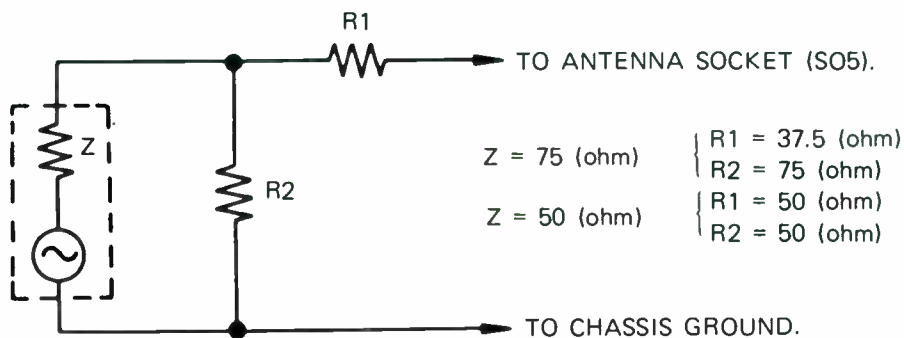 R1
TO ANTENNA SOCKET (SO5).
Z
R2
Z = 75 (ohm)
R1 = 37.5 (ohm)
R2 = 75 (ohm)
Z = 50 (ohm)
R1 = 50 (ohm)
R2 = 50 (ohm)
TO CHASSIS GROUND.